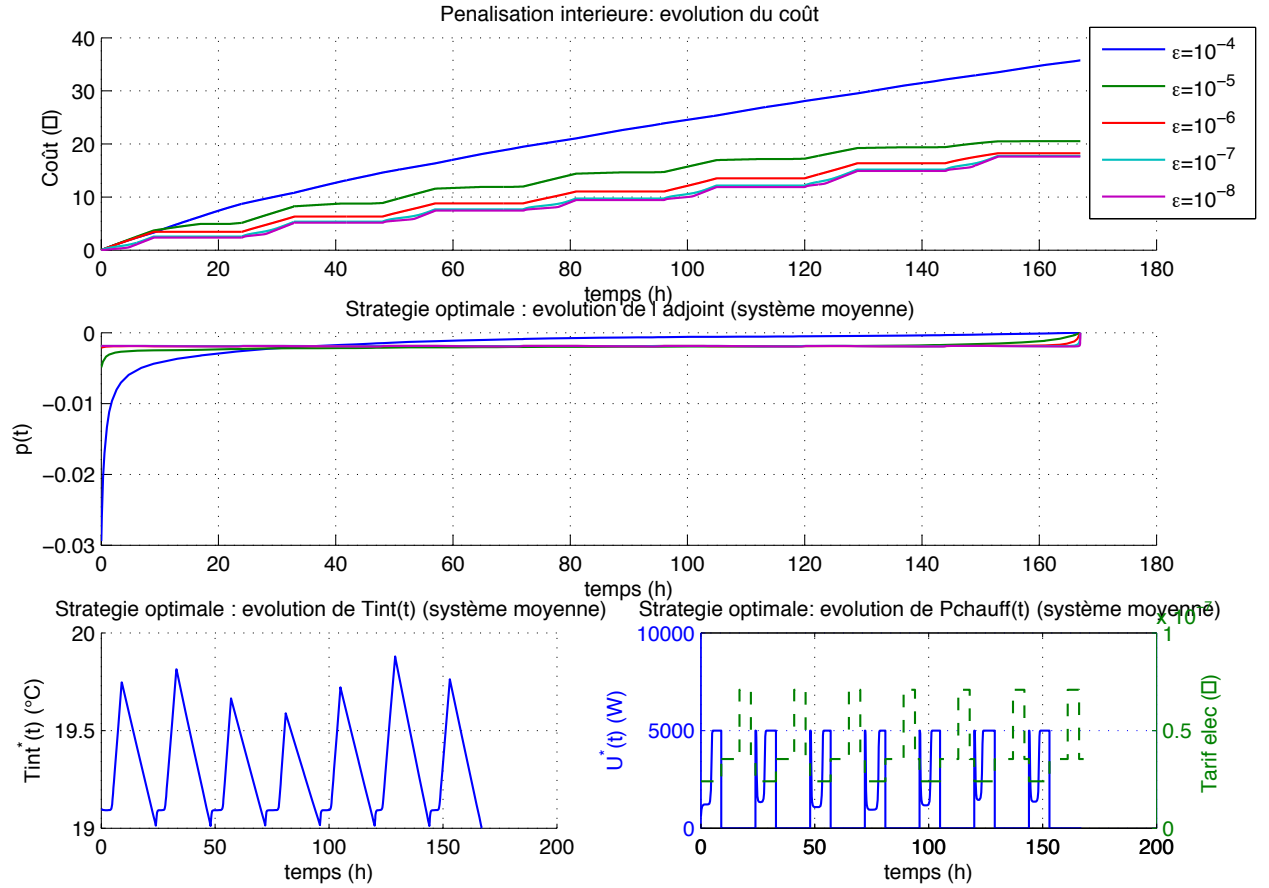 Penalisation interieure: evolution du coût
40
30
20
10
0
Coût (□)
0 20 40 60 80 100 120 140 160 180
temps (h)
ε=10⁻⁴
ε=10⁻⁵
ε=10⁻⁶
ε=10⁻⁷
ε=10⁻⁸
Strategie optimale : evolution de l adjoint (système moyenne)
0
−0.01
−0.02
−0.03
p(t)
0 20 40 60 80 100 120 140 160 180
temps (h)
Strategie optimale : evolution de Tint(t) (système moyenne)
20
19.5
19
Tint*(t) (°C)
0 50 100 150 200
temps (h)
Strategie optimale: evolution de Pchauff(t) (système moyenne)
10000
5000
0
U*(t) (W)
1
0.5
0
Tarif elec (□)
0 50 100 150 200
temps (h)